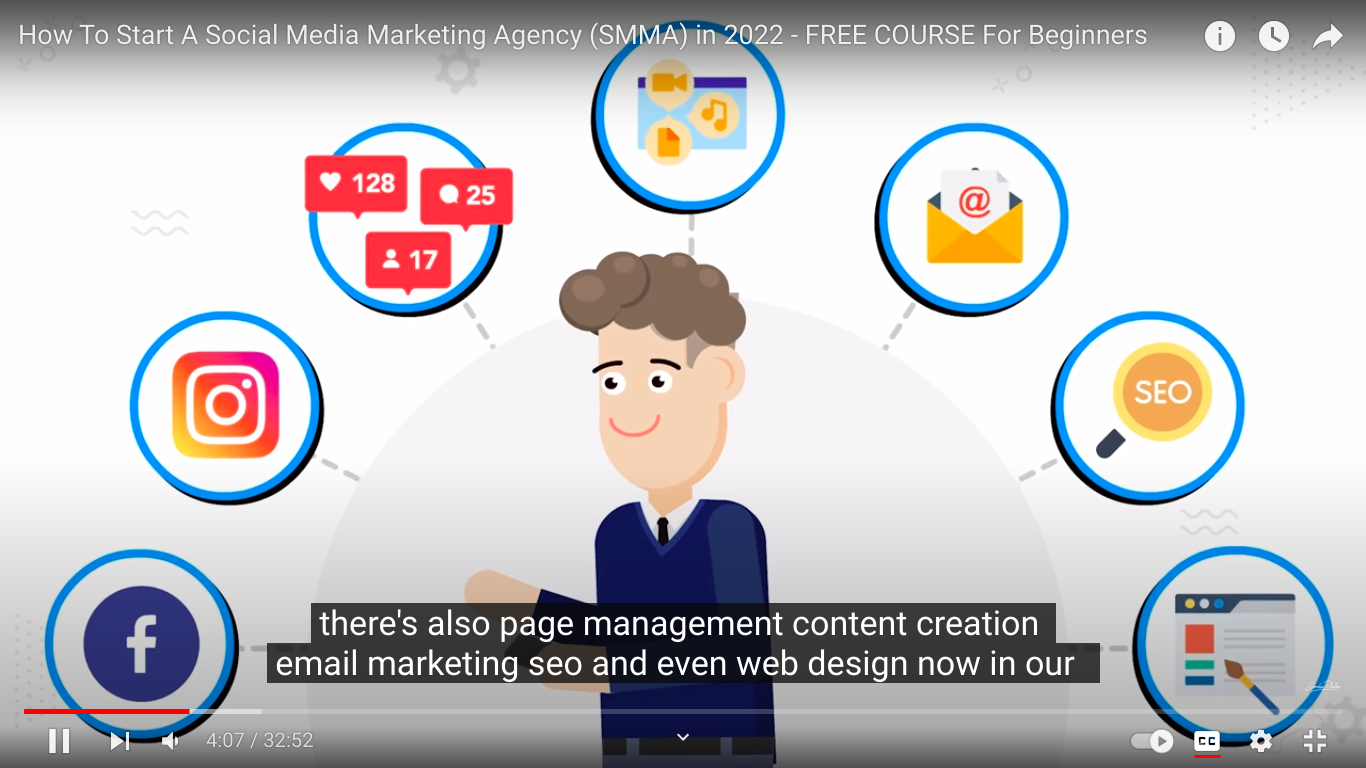 How To Start A Social Media Marketing Agency (SMMA) in 2022 - FREE COURSE For Beginners
128
25
17
@
SEO
f
there's also page management content creation
email marketing seo and even web design now in our
4:07 / 32:52
CC